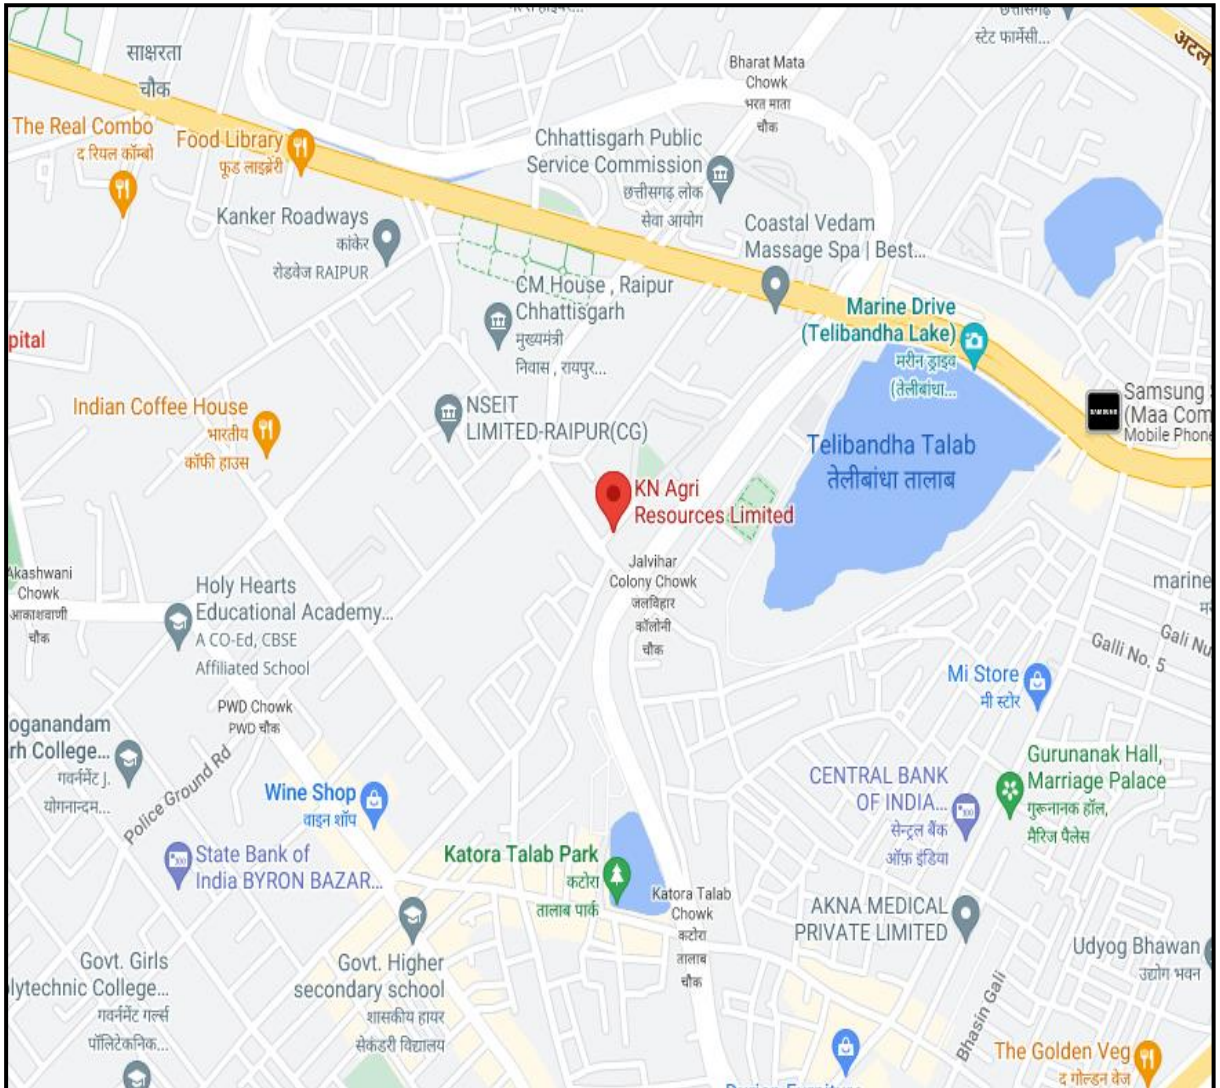 छत्तीसगढ़
स्टेट फार्मेसी...
अटल
साक्षरता
चौक
Bharat Mata
Chowk
भरत माता
चौक
The Real Combo
द रियल कॉम्बो
Food Library
फूड लाइब्रेरी
Chhattisgarh Public
Service Commission
छत्तीसगढ़ लोक
सेवा आयोग
Kanker Roadways
कांकेर
रोडवेज RAIPUR
Coastal Vedam
Massage Spa | Best...
CM House , Raipur
Chhattisgarh
मुख्यमंत्री
निवास , रायपुर...
Marine Drive
(Telibandha Lake)
मरीन ड्राइव
(तेलीबांधा...
pital
Indian Coffee House
भारतीय
कॉफी हाउस
NSEIT
LIMITED-RAIPUR(CG)
Samsung
(Maa Com
Mobile Phone
SAMSUNG
Telibandha Talab
तेलीबांधा तालाब
KN Agri
Resources Limited
Jalvihar
Colony Chowk
जलविहार
कॉलोनी
चौक
Akashwani
Chowk
आकाशवाणी
चौक
Holy Hearts
Educational Academy...
A CO-Ed, CBSE
Affiliated School
marine
Galli No. 5
Gali Nu
Mi Store
मी स्टोर
PWD Chowk
PWD चौक
oganandam
rh College...
गवर्नमेंट J.
योगनान्दम...
Police Ground Rd
Wine Shop
वाइन शॉप
Gurunanak Hall,
Marriage Palace
गुरूनानक हॉल,
मैरिज पैलेस
CENTRAL BANK
OF INDIA...
सेन्ट्रल बैंक
ऑफ़ इंडिया
State Bank of
India BYRON BAZAR...
Katora Talab Park
कटोरा
तालाब पार्क
Katora Talab
Chowk
कटोरा
तालाब
चौक
AKNA MEDICAL
PRIVATE LIMITED
Udyog Bhawan
उद्योग भवन
Govt. Girls
lytechnic College...
गवर्नमेंट गर्ल्स
पॉलिटेकनिक...
Govt. Higher
secondary school
शासकीय हायर
सेकंडरी विद्यालय
Bhasin Gali
The Golden Veg
द गोल्डन वेज